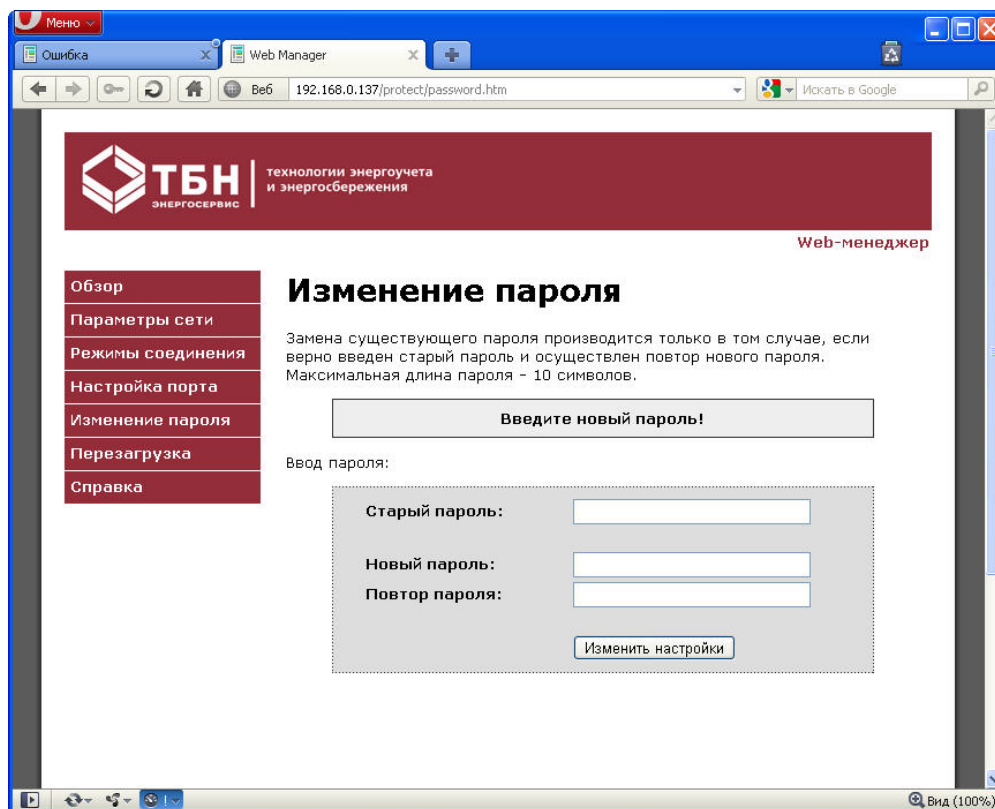 Меню
Ошибка
Web Manager
Веб
192.168.0.137/protect/password.htm
Искать в Google
ТБН
ЭНЕРГОСЕРВИС
технологии энергоучета
и энергосбережения
Web-менеджер
Обзор
Параметры сети
Режимы соединения
Настройка порта
Изменение пароля
Перезагрузка
Справка
Изменение пароля
Замена существующего пароля производится только в том случае, если
верно введен старый пароль и осуществлен повтор нового пароля.
Максимальная длина пароля - 10 символов.
Введите новый пароль!
Ввод пароля:
Старый пароль:
Новый пароль:
Повтор пароля:
Изменить настройки
Вид (100%)